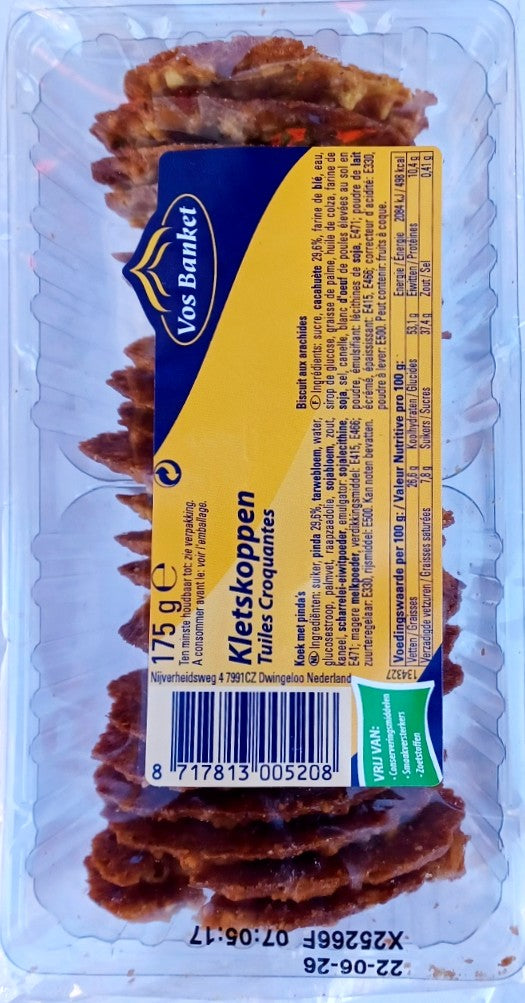 Vos Banket
175 g ℮
Ten minste houdbaar tot: zie verpakking.
A consommer avant le: voir l'emballage.
Kletskoppen
Tuiles Croquantes
Koek met pinda's
NL Ingrediënten: suiker, pinda 29,6%, tarwebloem, water,
glucosestroop, palmvet, raapzaadolie, sojabloem, zout,
kaneel, scharrelei-eiwitpoeder, emulgator: sojalecithine,
E471; magere melkpoeder, verdikkingsmiddel: E415, E466;
zuurteregelaar: E330, rijsmiddel: E500. Kan noten bevatten.
Biscuit aux arachides
F Ingrédients: sucre, cacahuète 29,6%, farine de blé, eau,
sirop de glucose, graisse de palme, huile de colza, farine de
soja, sel, canelle, blanc d'oeuf de poules élevées au sol en
poudre, émulsifiant: lécithines de soja, E471; poudre de lait
écrémé, épaississant: E415, E466; correcteur d'acidité: E330,
poudre à lever: E500. Peut contenir: fruits à coque.
Voedingswaarde per 100 g: / Valeur Nutritive pro 100 g:
Vetten / Graisses 26,6 g Koolhydraten / Glucides 53,1 g Energie / Energie 2084 kJ / 498 kcal
Verzadigde vetzuren / Graisses saturées 7,8 g Suikers / Sucres 37,4 g Eiwitten / Protéines 10,4 g
Zout / Sel 0,41 g
134327
Nijverheidsweg 4 7991CZ Dwingeloo Nederland
8 717813 005208
VRIJ VAN:
• Conserveringsmiddelen
• Smaakversterkers
• Zoetstoffen
22-06-26
X25266F 07:05:17